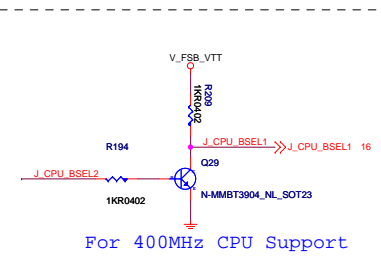 V_FSB_VTT
R209
1KR0402
R194
J_CPU_BSEL1
J_CPU_BSEL1 16
Q29
J_CPU_BSEL2
N-MMBT3904_NL_SOT23
1KR0402
For 400MHz CPU Support